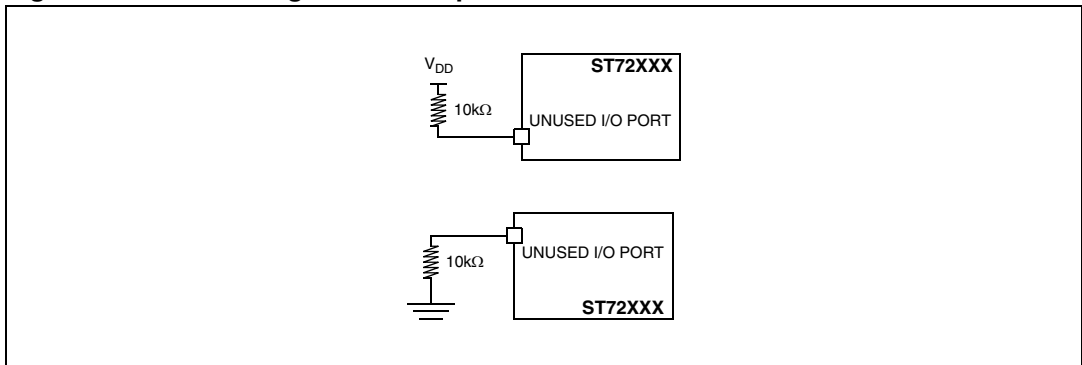 V_DD
ST72XXX
10kΩ
UNUSED I/O PORT
10kΩ
UNUSED I/O PORT
ST72XXX